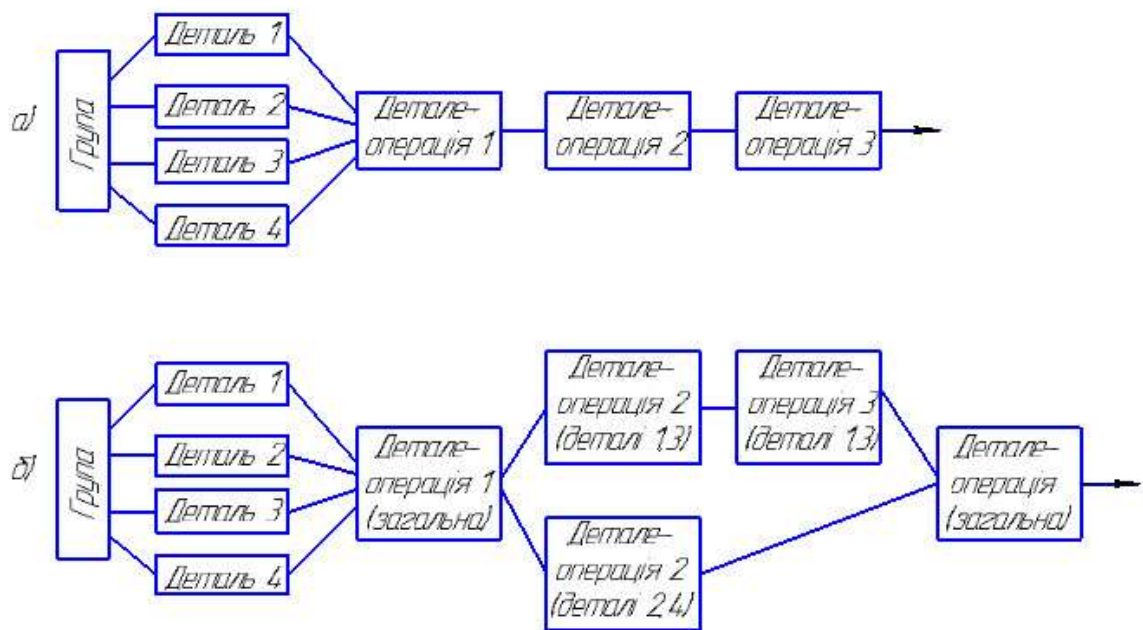 а)
Група
Деталь 1
Деталь 2
Деталь 3
Деталь 4
Детале-
операція 1
Детале-
операція 2
Детале-
операція 3
б)
Група
Деталь 1
Деталь 2
Деталь 3
Деталь 4
Детале-
операція 1
(загальна)
Детале-
операція 2
(деталі 1,3)
Детале-
операція 3
(деталі 1,3)
Детале-
операція 2
(деталі 2,4)
Детале-
операція
(загальна)